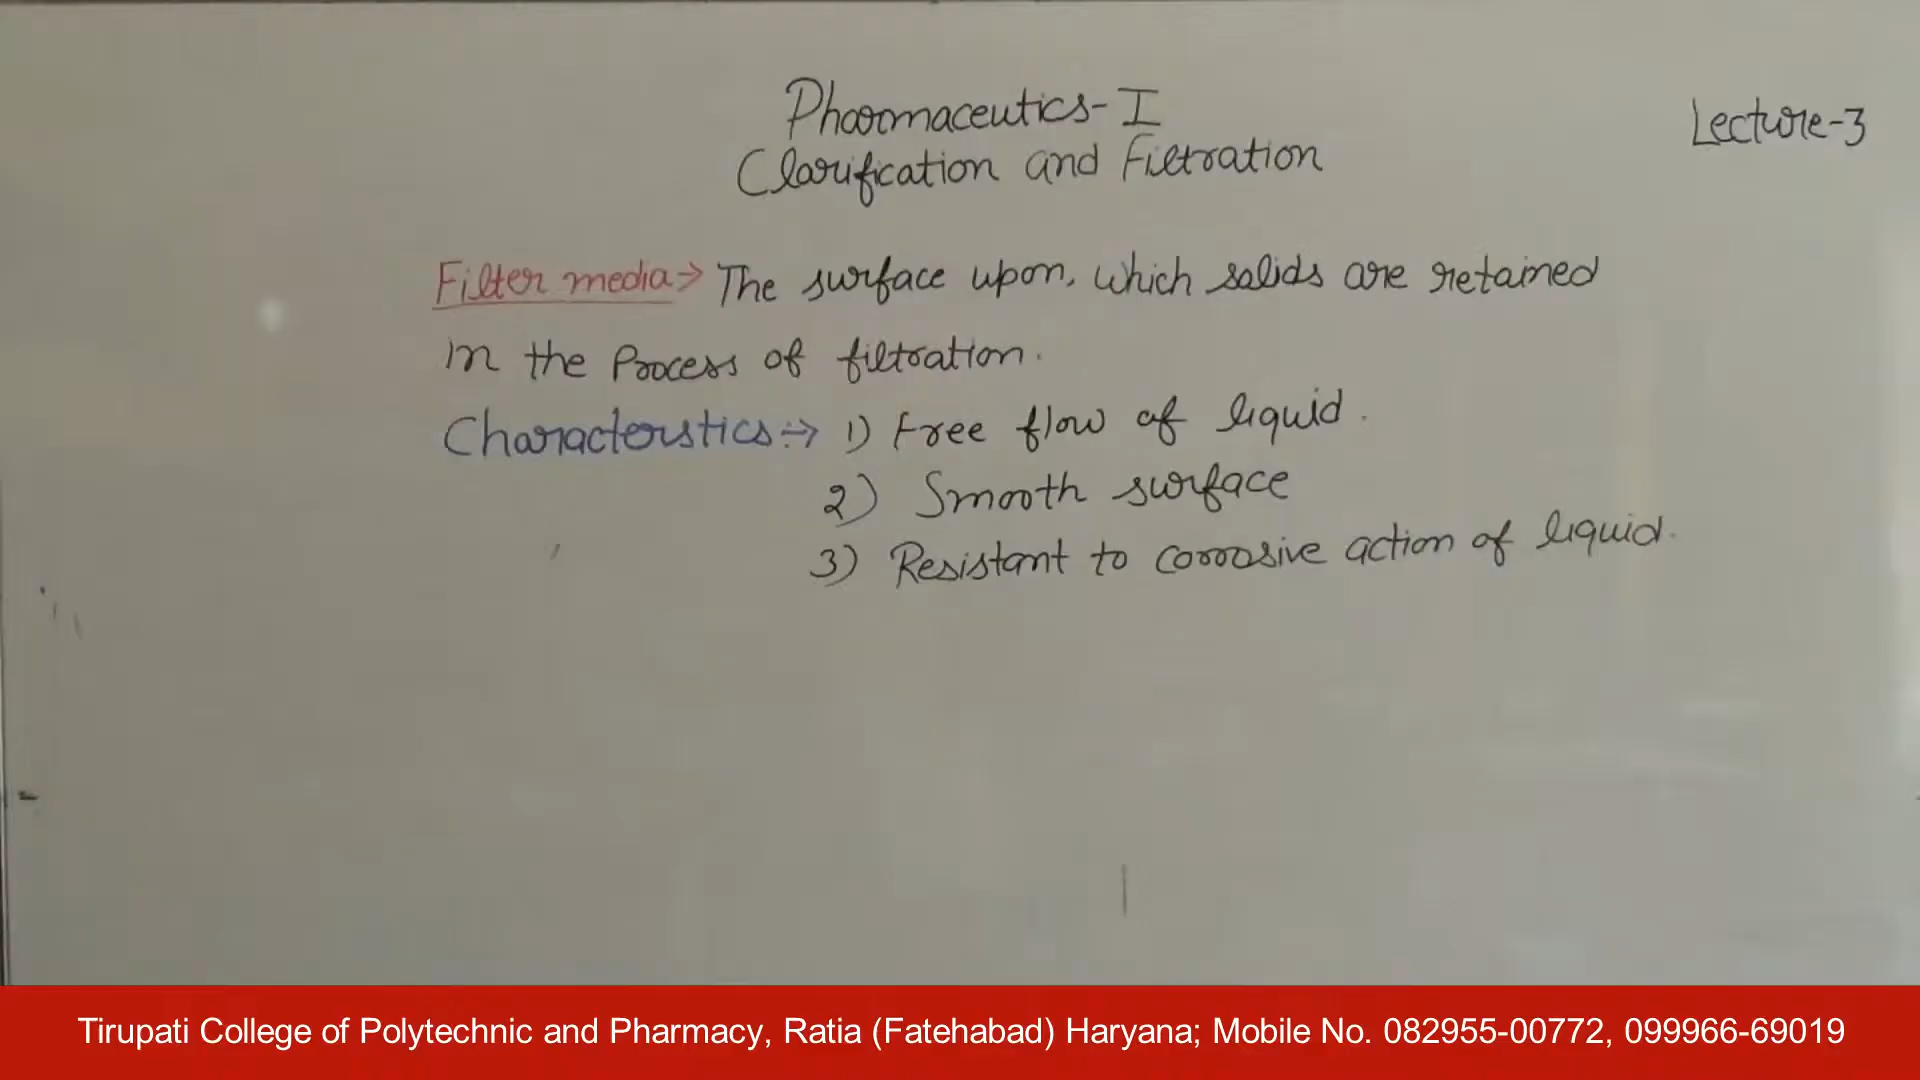 Pharmaceutics-I
Lecture-3
Clarification and Filtration
Filter media → The surface upon, which solids are retained
in the Process of filtration.
Characterstics:→ 1) Free flow of liquid.
2) Smooth surface
3) Resistant to corrosive action of liquid.
Tirupati College of Polytechnic and Pharmacy, Ratia (Fatehabad) Haryana; Mobile No. 082955-00772, 099966-69019